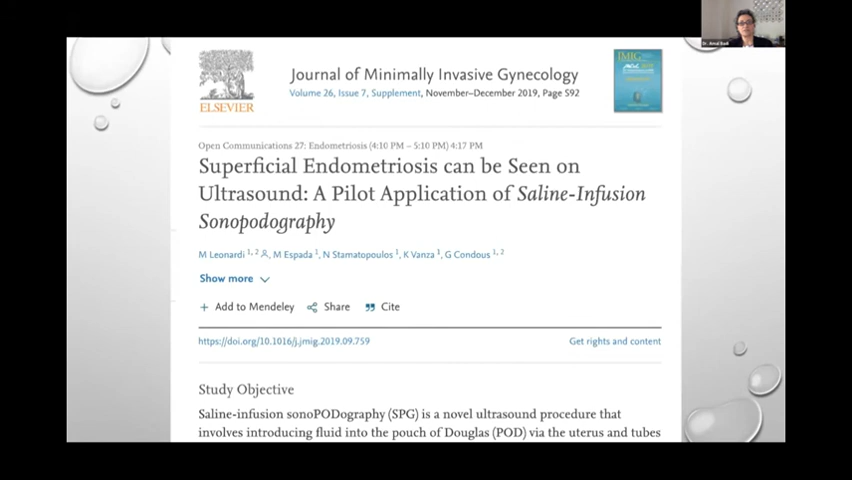 Journal of Minimally Invasive Gynecology
Volume 26, Issue 7, Supplement, November–December 2019, Page S92
ELSEVIER
JMIG
Open Communications 27: Endometriosis (4:10 PM – 5:10 PM) 4:17 PM
Superficial Endometriosis can be Seen on
Ultrasound: A Pilot Application of Saline-Infusion
Sonopodography
M Leonardi 1, 2, M Espada 1, N Stamatopoulos 1, K Vanza 1, G Condous 1, 2
Show more
+ Add to Mendeley Share Cite
https://doi.org/10.1016/j.jmig.2019.09.759
Get rights and content
Study Objective
Saline-infusion sonoPODography (SPG) is a novel ultrasound procedure that
involves introducing fluid into the pouch of Douglas (POD) via the uterus and tubes